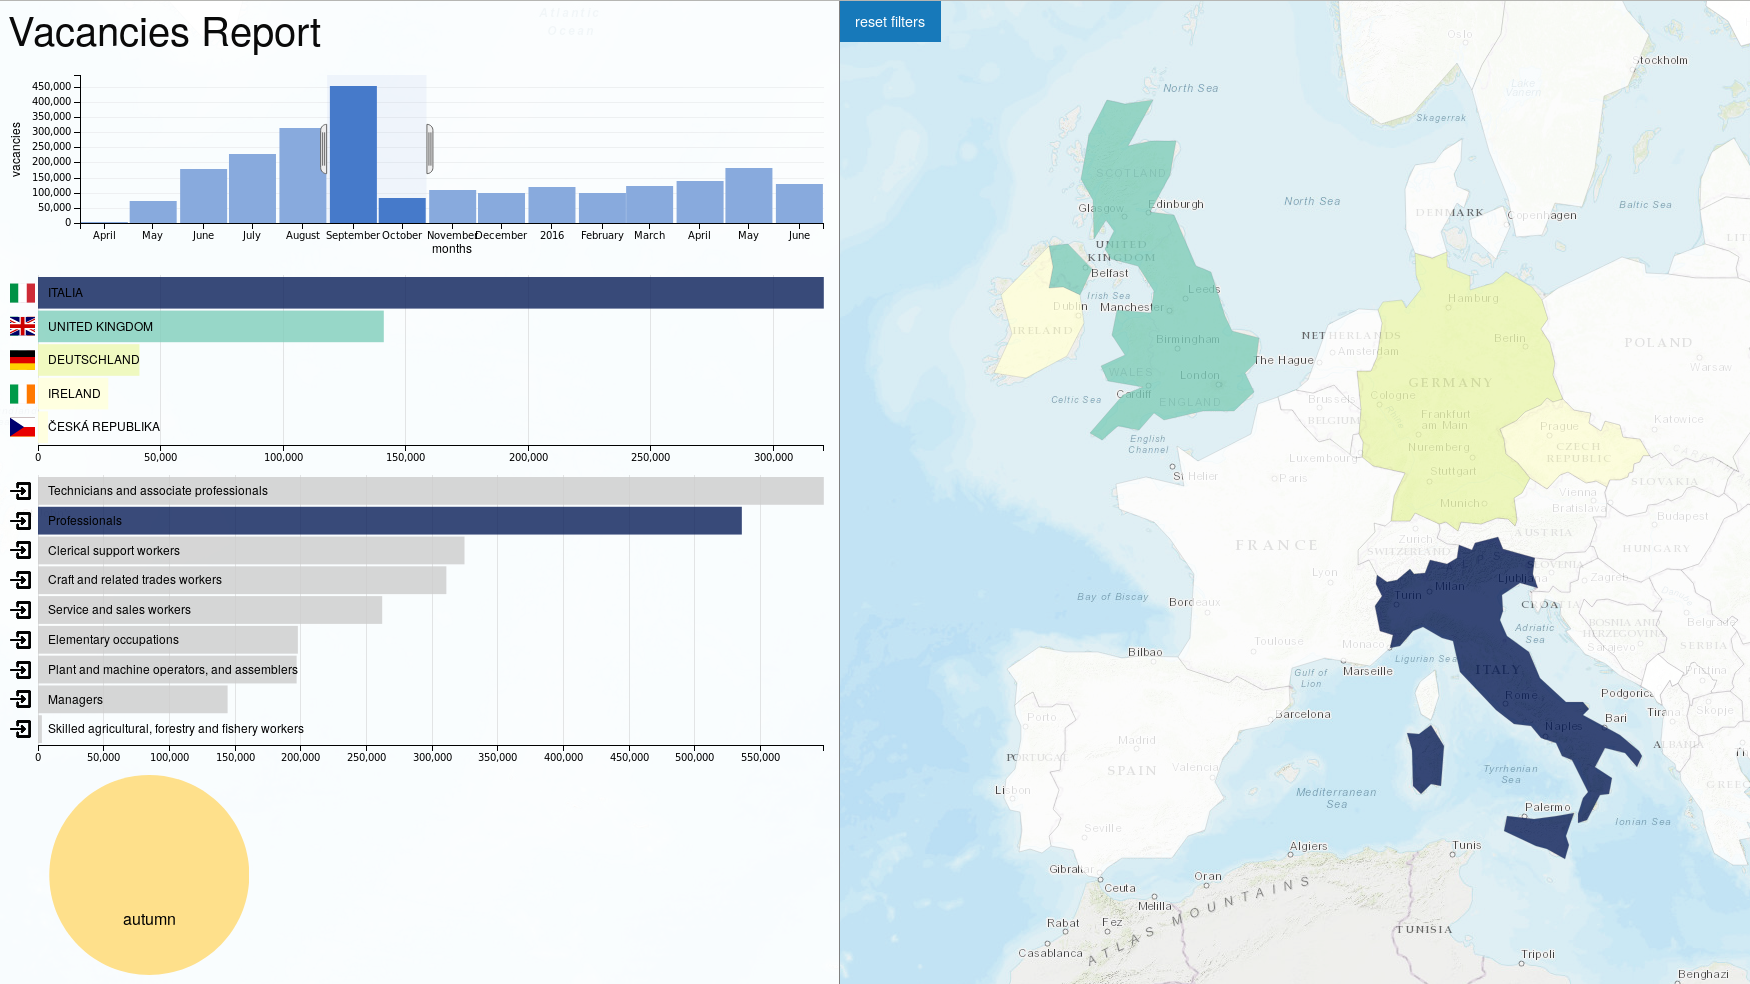 Vacancies Report
Atlantic
Ocean
vacancies
450,000
400,000
350,000
300,000
250,000
200,000
150,000
100,000
50,000
0
April May June July August September October November December 2016 February March April May June
months
ITALIA
UNITED KINGDOM
DEUTSCHLAND
IRELAND
ČESKÁ REPUBLIKA
0 50,000 100,000 150,000 200,000 250,000 300,000
Technicians and associate professionals
Professionals
Clerical support workers
Craft and related trades workers
Service and sales workers
Elementary occupations
Plant and machine operators, and assemblers
Managers
Skilled agricultural, forestry and fishery workers
0 50,000 100,000 150,000 200,000 250,000 300,000 350,000 400,000 450,000 500,000 550,000
autumn
reset filters
Oslo
Stockholm
North Sea
Skagerrak
SCOTLAND
Glasgow
Edinburgh
North Sea
DENMARK
Copenhagen
Baltic Sea
UNITED
KINGDOM
Belfast
Irish Sea
Leeds
Dublin
Manchester
Hamburg
IRELAND
NETHERLANDS
Birmingham
Amsterdam
Berlin
POLAND
The Hague
Warsaw
WALES
London
GERMANY
Cardiff
ENGLAND
Celtic Sea
Brussels
Cologne
BELGIUM
Frankfurt
am Main
Katowice
English
Channel
Prague
Nuremberg
CZECH
REPUBLIC
Luxembourg
St Helier
Paris
Stuttgart
SLOVAKIA
Munich
Vienna
Bratislava
Budapest
AUSTRIA
Zurich
SWITZERLAND
FRANCE
HUNGARY
SLOVENIA
Lyon
Milan
Ljubljana
Zagreb
Turin
Bay of Biscay
Bordeaux
CROATIA
Belgrade
BOSNIA AND
HERZEGOVINA
Adriatic
Sea
Toulouse
Monaco
Sarajevo
SERBIA
Bilbao
Ligurian Sea
Marseille
ITALY
Pristina
Gulf of
Lion
Rome
Podgorica
Porto
Barcelona
Naples
Bari
Tirana
Skopje
Madrid
ALBANIA
PORTUGAL
SPAIN
Valencia
Tyrrhenian
Sea
Lisbon
Mediterranean
Sea
Palermo
Ionian Sea
Seville
Algiers
Tunis
Gibraltar
Oran
Ceuta
Melilla
ATLAS MOUNTAINS
Rabat
Fez
TUNISIA
Casablanca
Tripoli
Benghazi